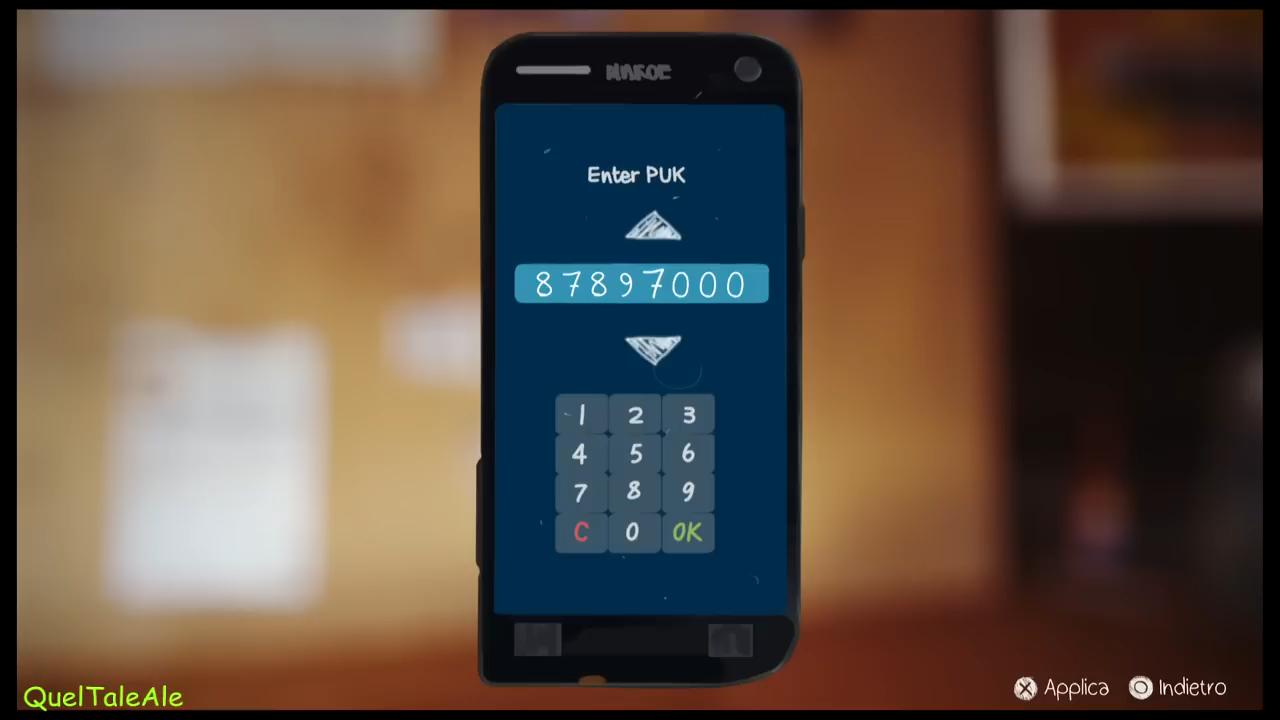 Enter PUK
87897000
1 2 3
4 5 6
7 8 9
C 0 OK
Applica Indietro
QuelTaleAle